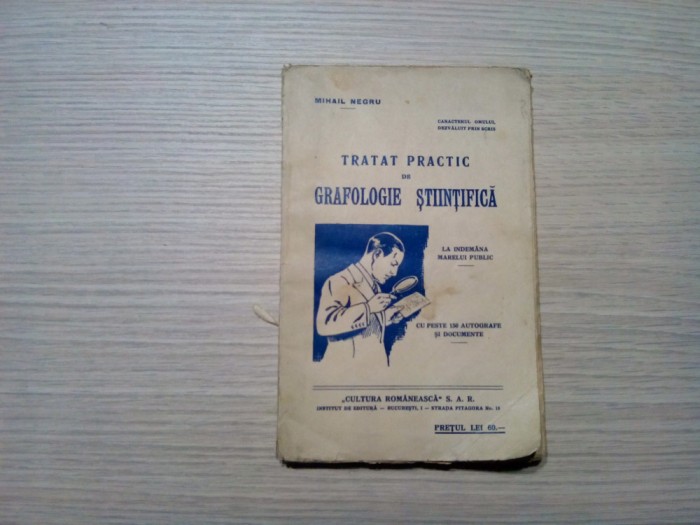 MIHAIL NEGRU
CARACTERUL OMULUI,
DESVĂLUIT PRIN SCRIS
TRATAT PRACTIC
DE
GRAFOLOGIE ȘTIINȚIFICĂ
LA INDEMÂNA
MARELUI PUBLIC
CU PESTE 150 AUTOGRAFE
ȘI DOCUMENTE
„CULTURA ROMÂNEASCĂ" S. A. R.
INSTITUT DE EDITURĂ — BUCUREȘTI, I — STRADA PITAGORA No. 11
PREȚUL LEI 60.—